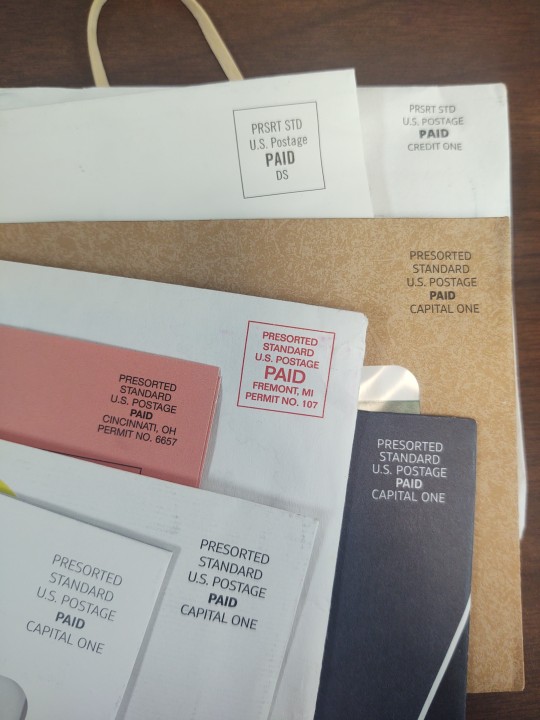 PRSRT STD
U.S. Postage
PAID
DS
PRSRT STD
U.S. POSTAGE
PAID
CREDIT ONE
PRESORTED
STANDARD
U.S. POSTAGE
PAID
CAPITAL ONE
PRESORTED
STANDARD
U.S. POSTAGE
PAID
FREMONT, MI
PERMIT NO. 107
PRESORTED
STANDARD
U.S. POSTAGE
PAID
CINCINNATI, OH
PERMIT NO. 6657
PRESORTED
STANDARD
U.S. POSTAGE
PAID
CAPITAL ONE
PRESORTED
STANDARD
U.S. POSTAGE
PAID
CAPITAL ONE
PRESORTED
STANDARD
U.S. POSTAGE
PAID
CAPITAL ONE